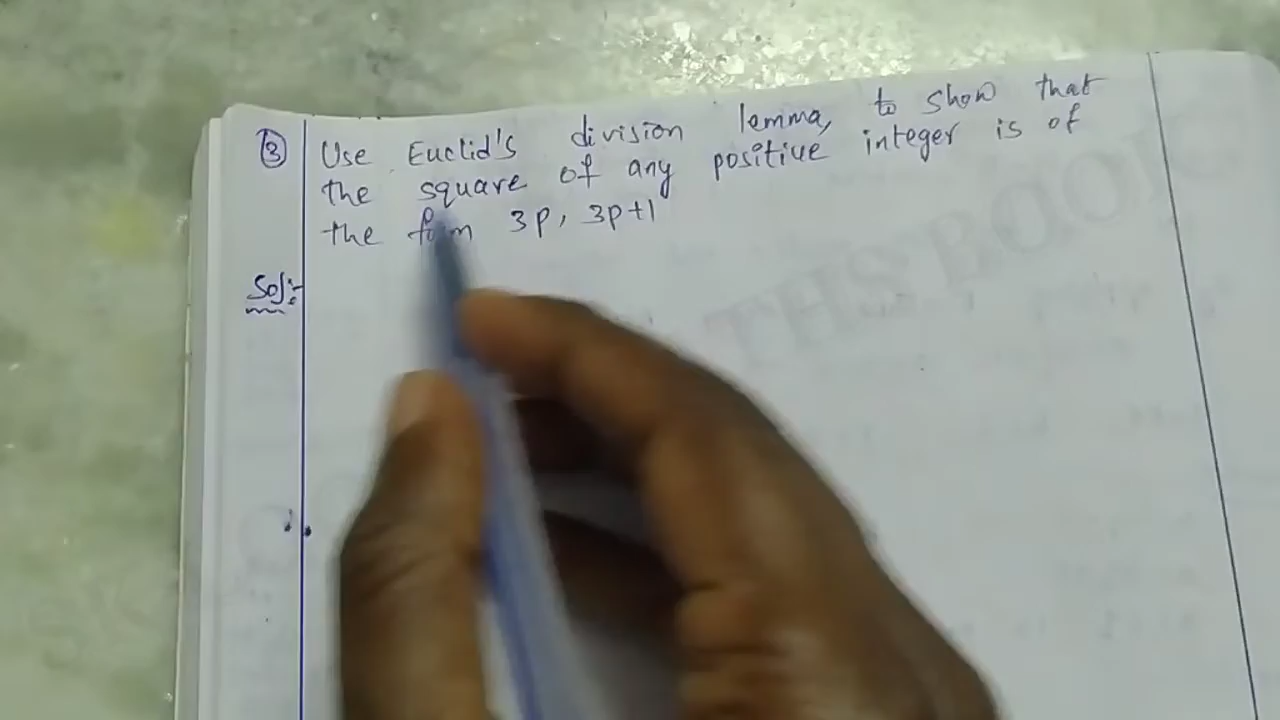 ③ Use Euclid's division lemma, to show that
the square of any positive integer is of
the form 3p, 3p+1
Sol:-